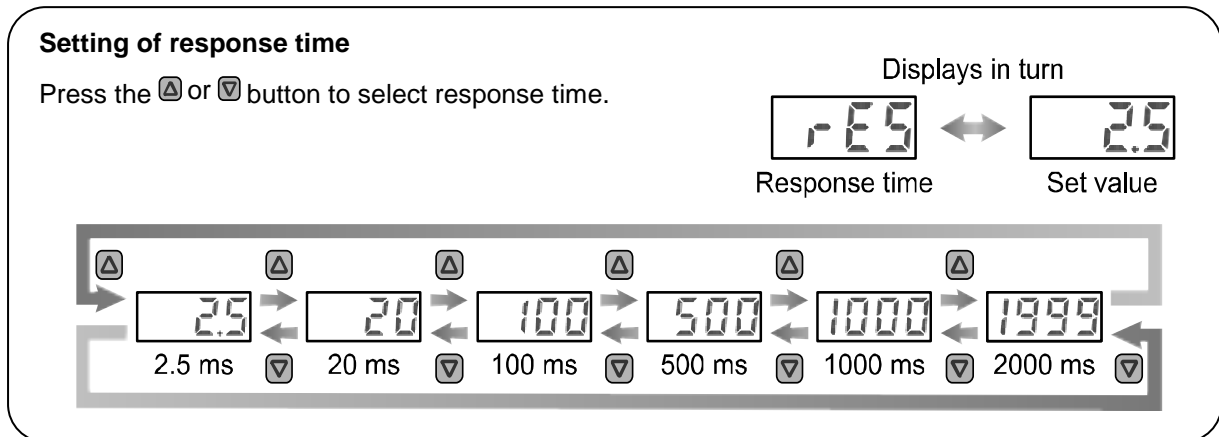 Setting of response time
Press the or button to select response time.
Displays in turn
rES 2.5
Response time Set value
2.5 20 100 500 1000 1999
2.5 ms 20 ms 100 ms 500 ms 1000 ms 2000 ms